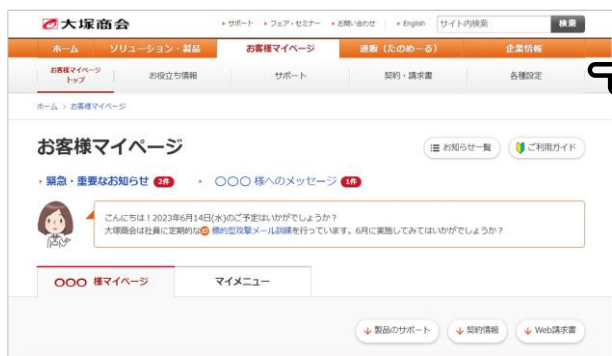 大塚商会
サポート フェア・セミナー お問い合わせ English サイト内検索 検索
ホーム ソリューション・製品 お客様マイページ 通販（たのめーる） 企業情報
お客様マイページ
トップ
お役立ち情報 サポート 契約・請求書 各種設定
ホーム > お客様マイページ
お客様マイページ
お知らせ一覧 ご利用ガイド
・緊急・重要なお知らせ 2件 ・ 〇〇〇 様へのメッセージ 1件
こんにちは！2023年6月14日(水)のご予定はいかがでしょうか？
大塚商会は社員に定期的な標的型攻撃メール訓練を行っています。6月に実施してみてはいかがでしょうか？
〇〇〇 様マイページ マイメニュー
製品のサポート 契約情報 Web請求書